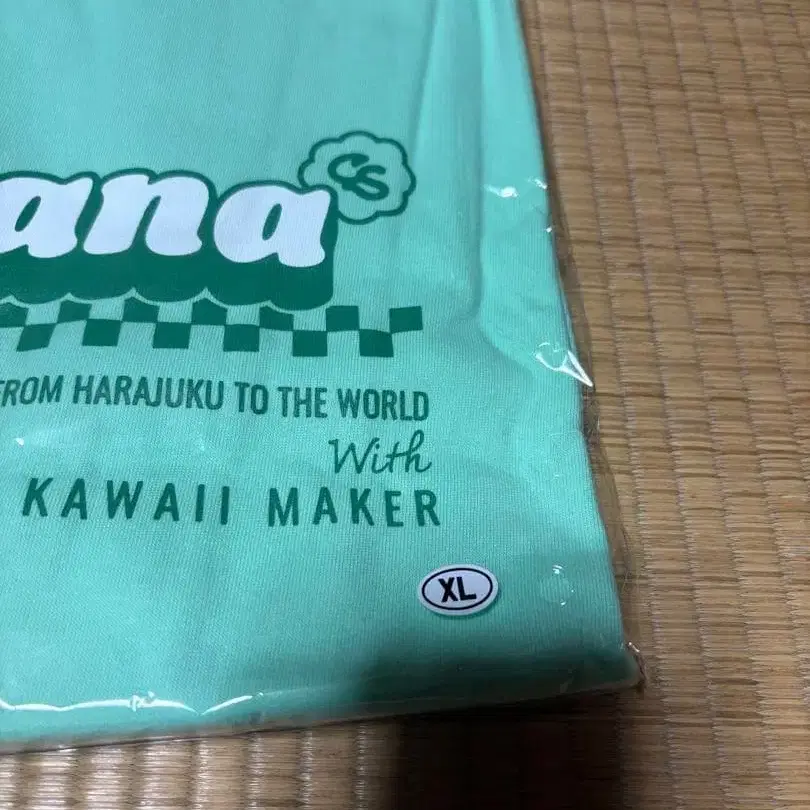 CS
ana
FROM HARAJUKU TO THE WORLD
With
KAWAII MAKER
XL